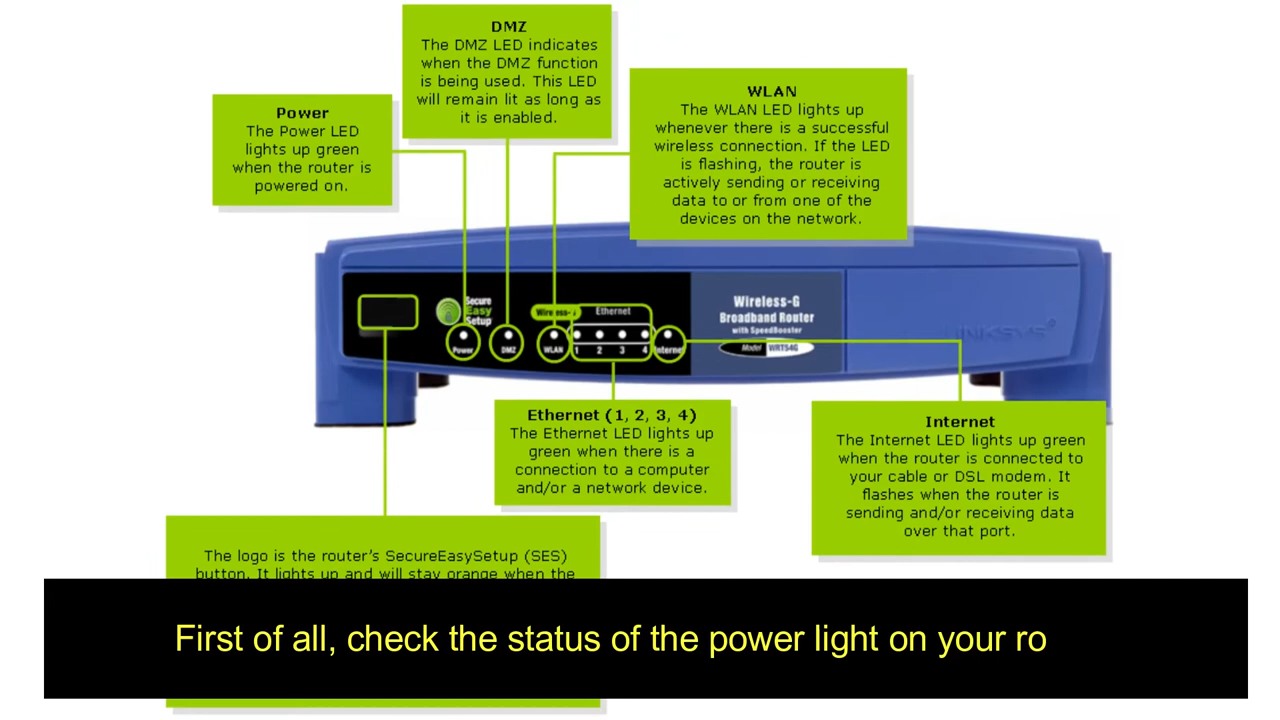 DMZ
The DMZ LED indicates
when the DMZ function
is being used. This LED
will remain lit as long as
it is enabled.
Power
The Power LED
lights up green
when the router is
powered on.
WLAN
The WLAN LED lights up
whenever there is a successful
wireless connection. If the LED
is flashing, the router is
actively sending or receiving
data to or from one of the
devices on the network.
Secure
Easy
Setup
Ethernet
Power
DMZ
WLAN
1 2 3 4
Internet
Wireless-G
Broadband Router
with SpeedBooster
Model WRT54G
LINKSYS®
Ethernet (1, 2, 3, 4)
The Ethernet LED lights up
green when there is a
connection to a computer
and/or a network device.
Internet
The Internet LED lights up green
when the router is connected to
your cable or DSL modem. It
flashes when the router is
sending and/or receiving data
over that port.
The logo is the router's SecureEasySetup (SES)
button. It lights up and will stay orange when the
First of all, check the status of the power light on your ro